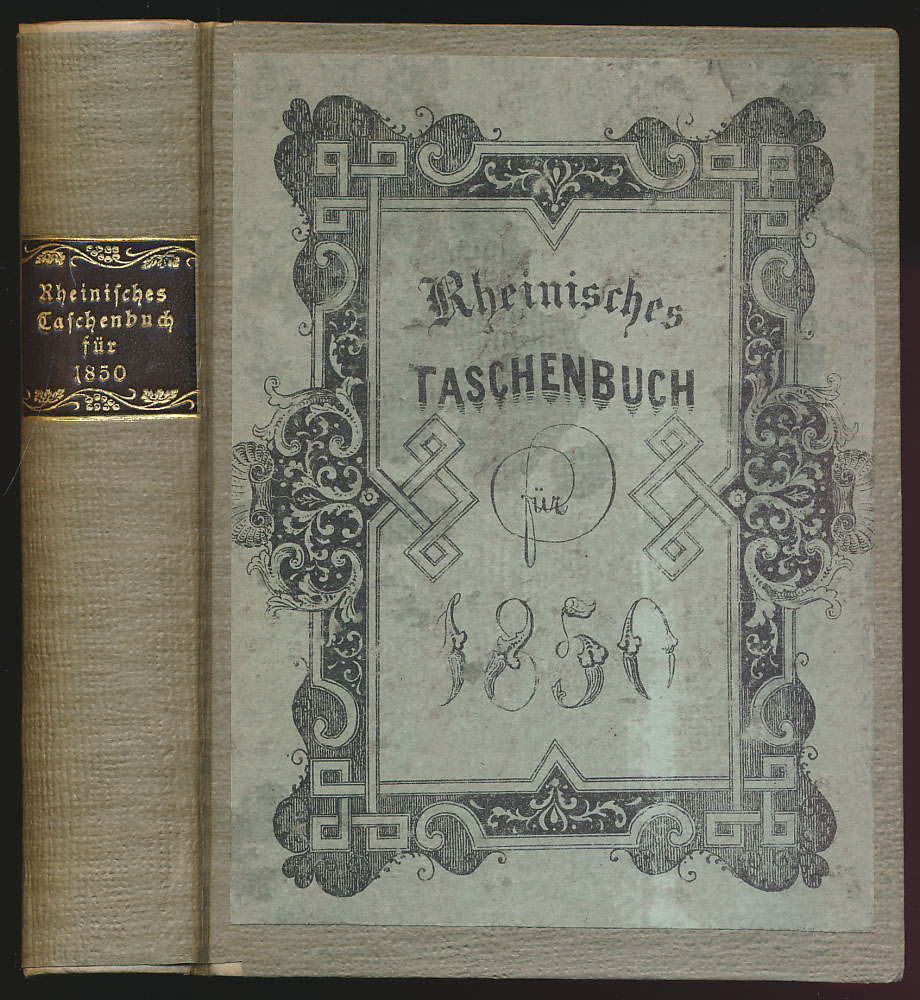 Rheiniſches
Taſchenbuch
für
1850
Rheinisches
TASCHENBUCH
für
1850